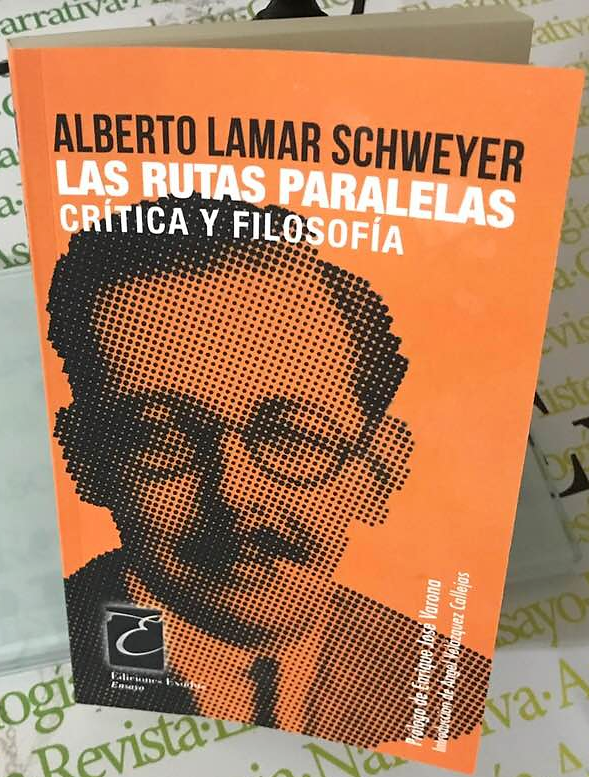 ALBERTO LAMAR SCHWEYER
LAS RUTAS PARALELAS
CRÍTICA Y FILOSOFÍA
Prólogo de Enrique José Varona
Introducción de Ángel Velázquez Callejas
E
Ediciones Exodus
Ensayo
Revista